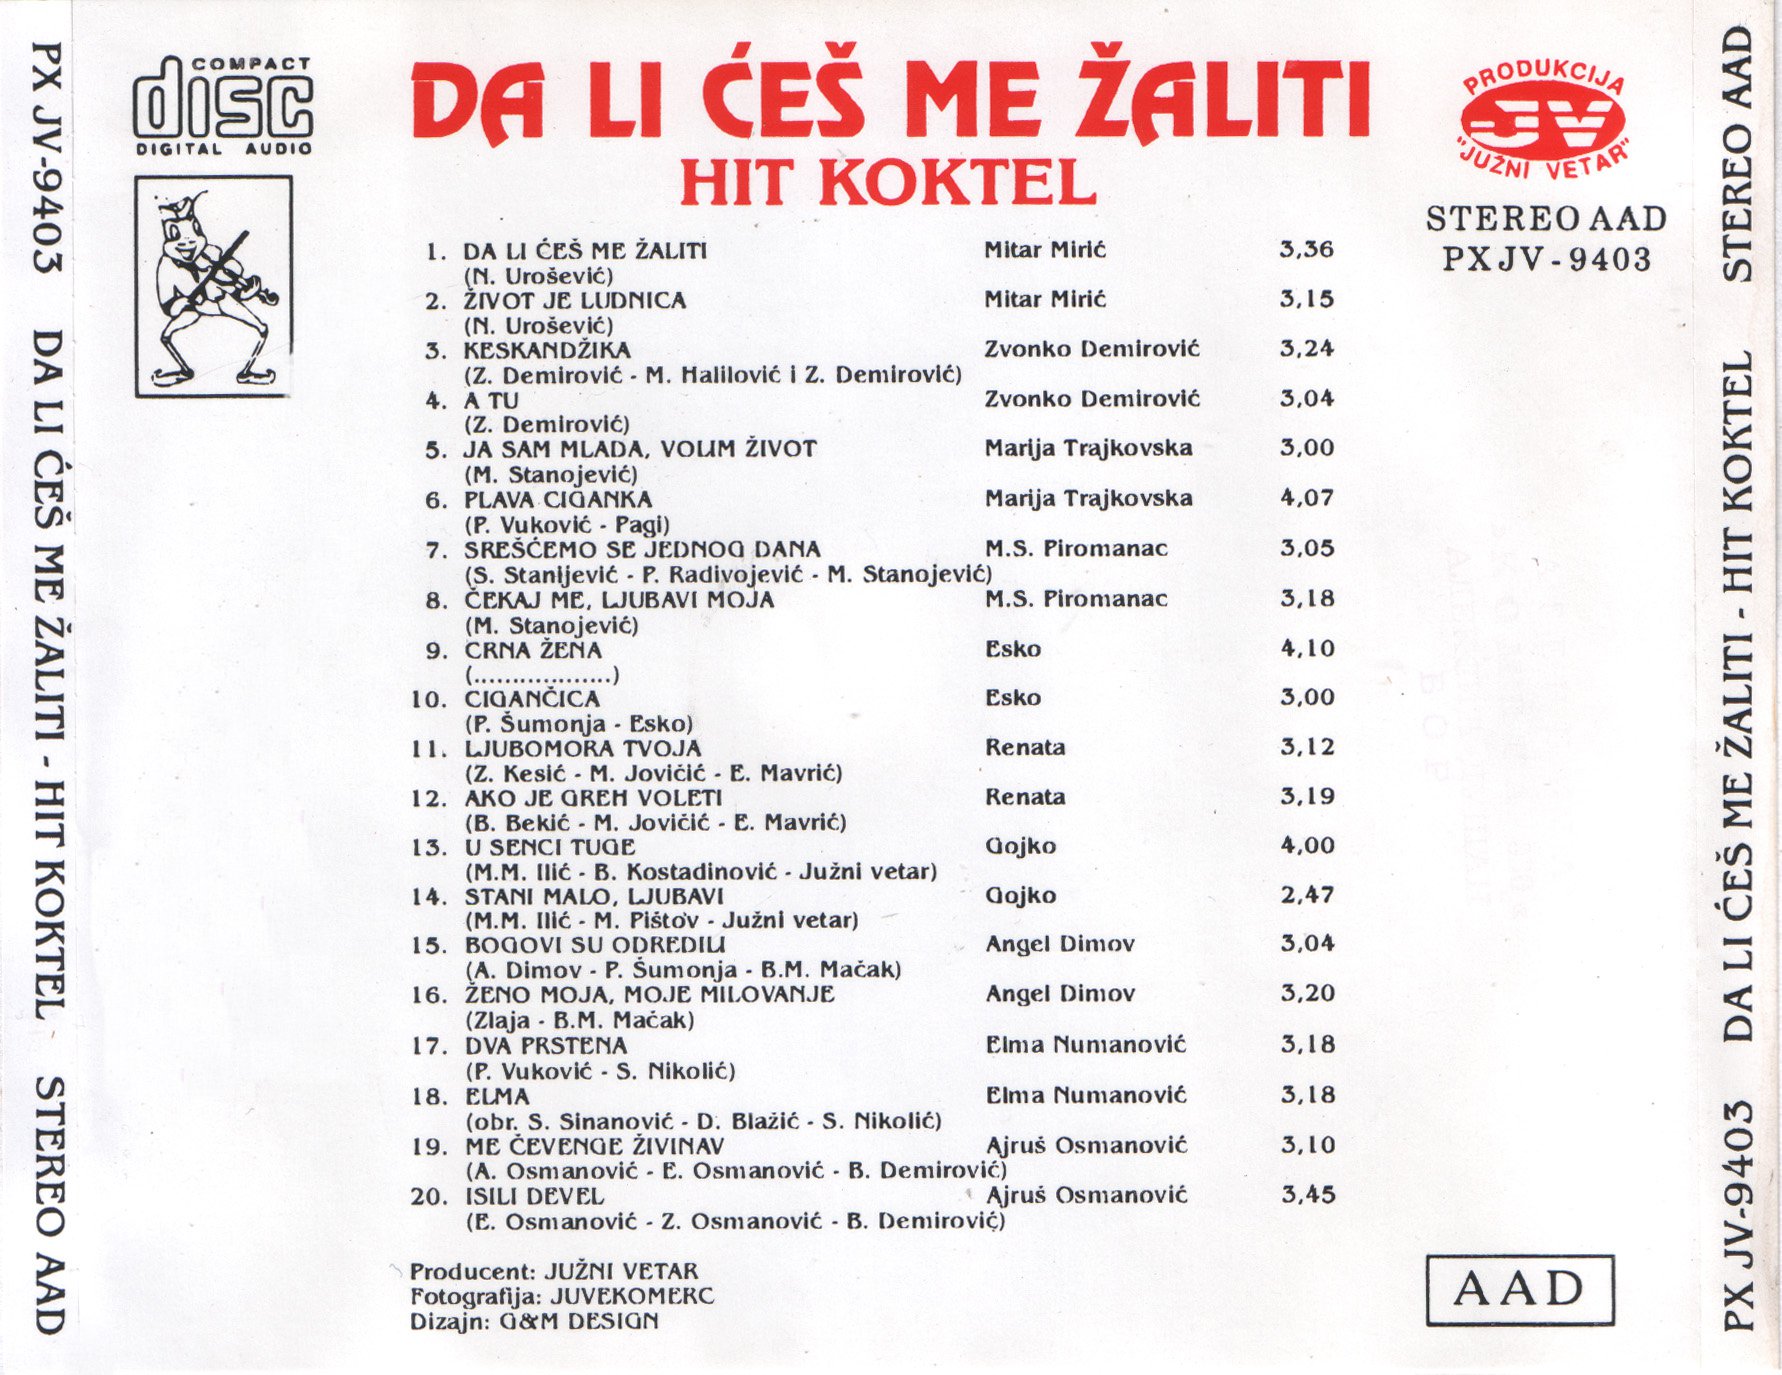 PX JV-9403 DA LI ĆEŠ ME ŽALITI - HIT KOKTEL STEREO AAD
COMPACT
disc
DIGITAL AUDIO
DA LI ĆEŠ ME ŽALITI
HIT KOKTEL
PRODUKCIJA
JV
"JUŽNI VETAR"
STEREO AAD
PXJV - 9403
1. DA LI ĆEŠ ME ŽALITI Mitar Mirić 3,36
(N. Urošević)
2. ŽIVOT JE LUDNICA Mitar Mirić 3,15
(N. Urošević)
3. KESKANDŽIKA Zvonko Demirović 3,24
(Z. Demirović - M. Halilović i Z. Demirović)
4. A TU Zvonko Demirović 3,04
(Z. Demirović)
5. JA SAM MLADA, VOLIM ŽIVOT Marija Trajkovska 3,00
(M. Stanojević)
6. PLAVA CIGANKA Marija Trajkovska 4,07
(P. Vuković - Pagi)
7. SREŠĆEMO SE JEDNOG DANA M.S. Piromanac 3,05
(S. Stanijević - P. Radivojević - M. Stanojević)
8. ČEKAJ ME, LJUBAVI MOJA M.S. Piromanac 3,18
(M. Stanojević)
9. CRNA ŽENA Esko 4,10
(..................)
10. CIGANČICA Esko 3,00
(P. Šumonja - Esko)
11. LJUBOMORA TVOJA Renata 3,12
(Z. Kesić - M. Jovičić - E. Mavrić)
12. AKO JE GREH VOLETI Renata 3,19
(B. Bekić - M. Jovičić - E. Mavrić)
13. U SENCI TUGE Gojko 4,00
(M.M. Ilić - B. Kostadinović - Južni vetar)
14. STANI MALO, LJUBAVI Gojko 2,47
(M.M. Ilić - M. Pišto'v - Južni vetar)
15. BOGOVI SU ODREDILI Angel Dimov 3,04
(A. Dimov - P. Šumonja - B.M. Mačak)
16. ŽENO MOJA, MOJE MILOVANJE Angel Dimov 3,20
(Zlaja - B.M. Mačak)
17. DVA PRSTENA Elma Numanović 3,18
(P. Vuković - S. Nikolić)
18. ELMA Elma Numanović 3,18
(obr. S. Sinanović - D. Blažić - S. Nikolić)
19. ME ČEVENGE ŽIVINAV Ajruš Osmanović 3,10
(A. Osmanović - E. Osmanović - B. Demirović)
20. ISILI DEVEL Ajruš Osmanović 3,45
(E. Osmanović - Z. Osmanović - B. Demirović)
Producent: JUŽNI VETAR
Fotografija: JUVEKOMERC
Dizajn: G&M DESIGN
AAD
PX JV-9403 DA LI ĆEŠ ME ŽALITI - HIT KOKTEL STEREO AAD